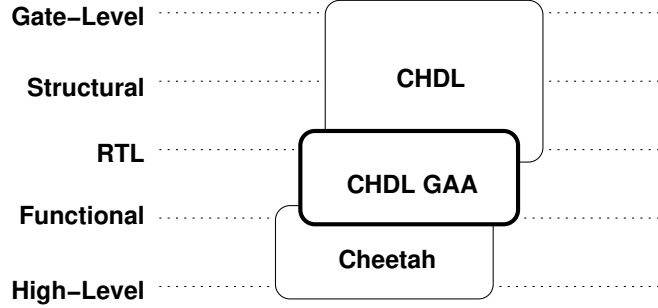 Gate−Level
CHDL
Structural
RTL
CHDL GAA
Functional
Cheetah
High−Level